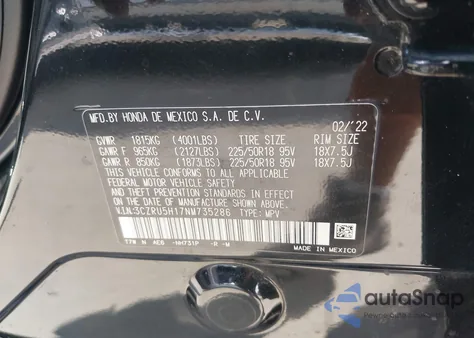 MFD.BY HONDA DE MEXICO S.A. DE C.V.
02/'22
GVWR 1815KG (4001LBS) TIRE SIZE RIM SIZE
GAWR F 965KG (2127LBS) 225/50R18 95V 18X7.5J
GAWR R 850KG (1873LBS) 225/50R18 95V 18X7.5J
THIS VEHICLE CONFORMS TO ALL APPLICABLE
FEDERAL MOTOR VEHICLE SAFETY
AND THEFT PREVENTION STANDARDS IN EFFECT ON
THE DATE OF MANUFACTURE SHOWN ABOVE.
V.I.N:3CZRU5H17NM735286 TYPE: MPV
NH731P -R -M
MADE IN MEXICO
autoSnap